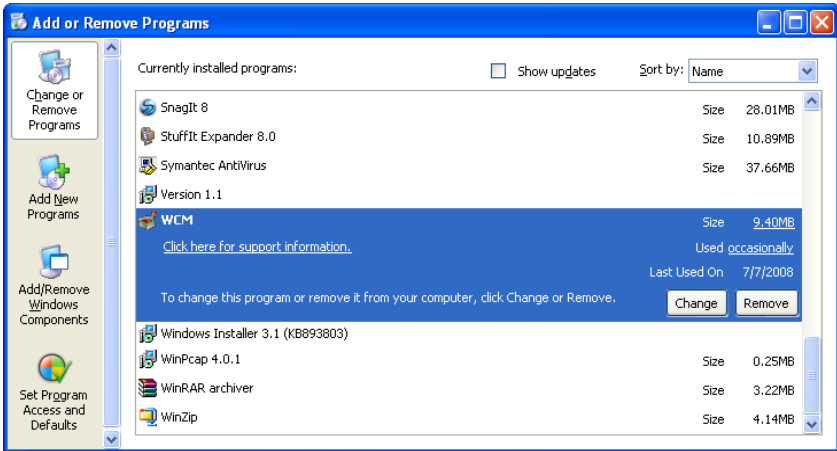 Add or Remove Programs
Change or
Remove
Programs
Add New
Programs
Add/Remove
Windows
Components
Set Program
Access and
Defaults
Currently installed programs:
Show updates
Sort by: Name
SnagIt 8 Size 28.01MB
StuffIt Expander 8.0 Size 10.89MB
Symantec AntiVirus Size 37.66MB
Version 1.1
WCM Size 9.40MB
Click here for support information. Used occasionally
Last Used On 7/7/2008
To change this program or remove it from your computer, click Change or Remove. Change Remove
Windows Installer 3.1 (KB893803)
WinPcap 4.0.1 Size 0.25MB
WinRAR archiver Size 3.22MB
WinZip Size 4.14MB